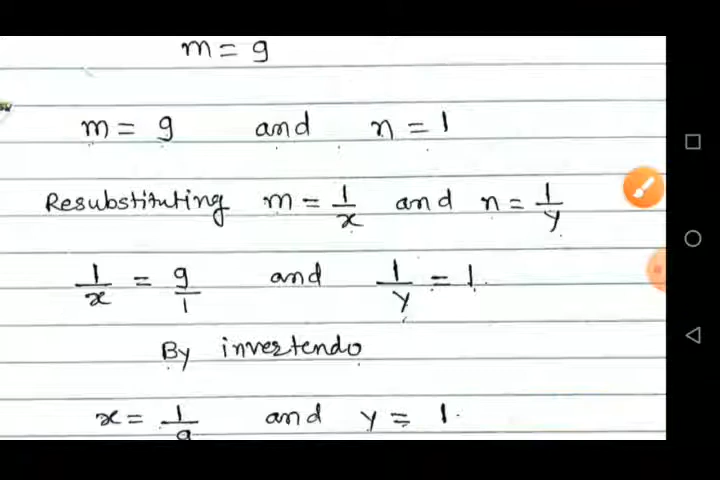 m = 9
m = 9 and n = 1
Resubstituting m = 1/x and n = 1/y
1/x = 9/1 and 1/y = 1.
By invertendo
x = 1/9 and y = 1.